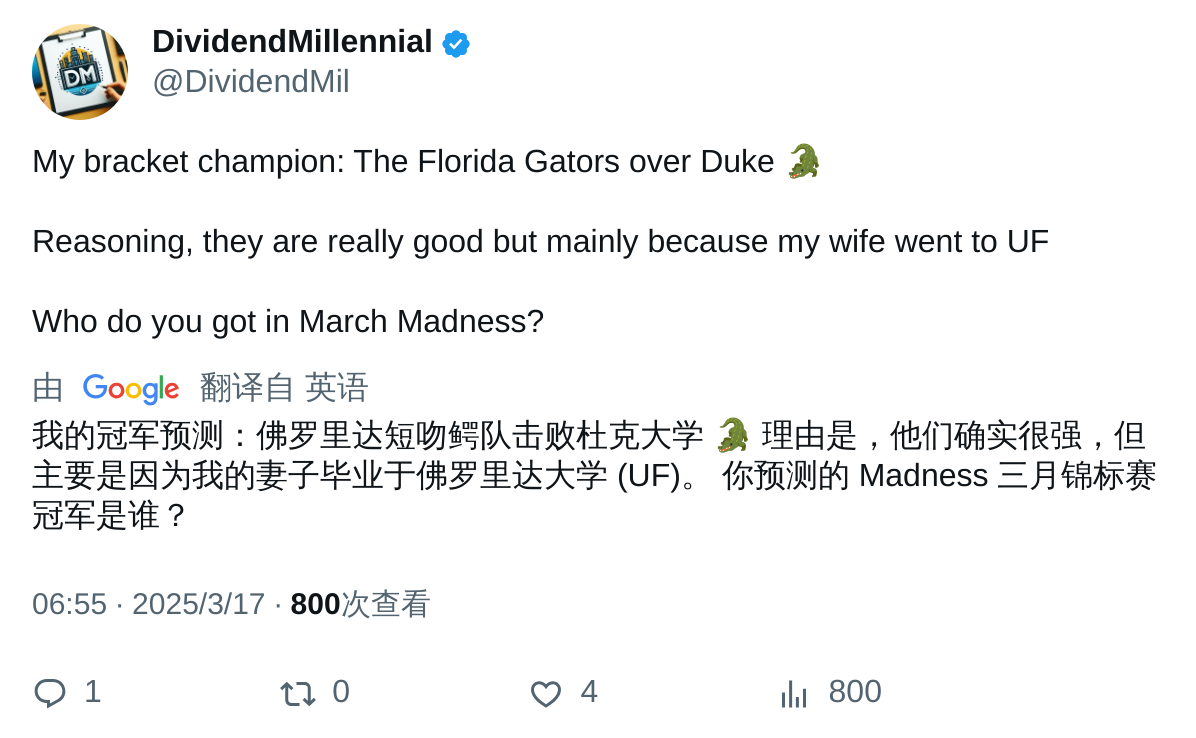 DM
DividendMillennial
@DividendMil
My bracket champion: The Florida Gators over Duke 🐊
Reasoning, they are really good but mainly because my wife went to UF
Who do you got in March Madness?
由 Google 翻译自 英语
我的冠军预测：佛罗里达短吻鳄队击败杜克大学 🐊 理由是，他们确实很强，但
主要是因为我的妻子毕业于佛罗里达大学 (UF)。 你预测的 Madness 三月锦标赛
冠军是谁？
06:55 · 2025/3/17 · 800次查看
1 0 4 800